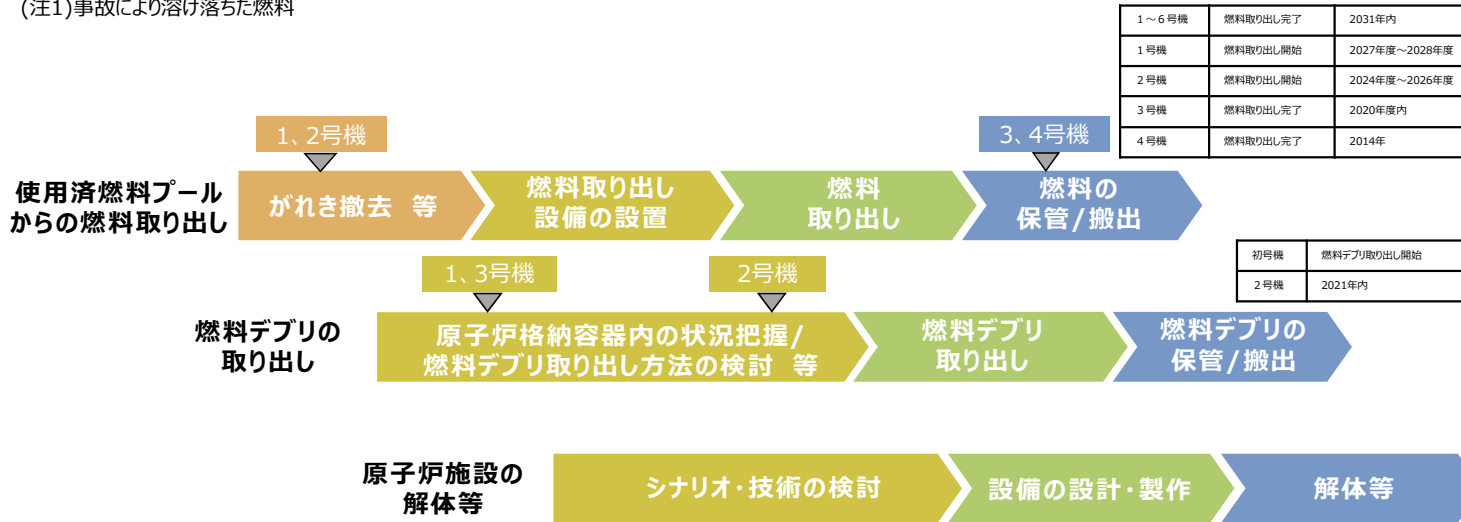 (注1)事故により溶け落ちた燃料
1～6号機 燃料取り出し完了 2031年内
1号機 燃料取り出し開始 2027年度～2028年度
2号機 燃料取り出し開始 2024年度～2026年度
3号機 燃料取り出し完了 2020年度内
4号機 燃料取り出し完了 2014年
1、2号機
3、4号機
使用済燃料プール
からの燃料取り出し
がれき撤去 等
燃料取り出し
設備の設置
燃料
取り出し
燃料の
保管/搬出
初号機 燃料デブリ取り出し開始
2号機 2021年内
1、3号機
2号機
燃料デブリの
取り出し
原子炉格納容器内の状況把握/
燃料デブリ取り出し方法の検討 等
燃料デブリ
取り出し
燃料デブリの
保管/搬出
原子炉施設の
解体等
シナリオ・技術の検討
設備の設計・製作
解体等